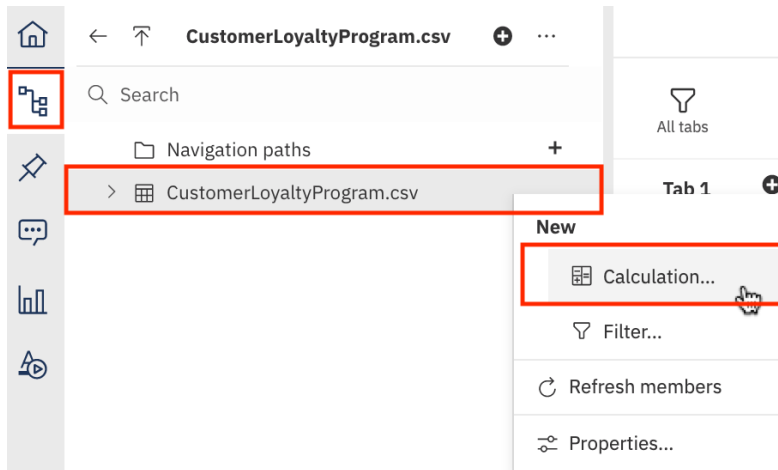 CustomerLoyaltyProgram.csv
Search
All tabs
Navigation paths
CustomerLoyaltyProgram.csv
Tab 1
New
Calculation...
Filter...
Refresh members
Properties...